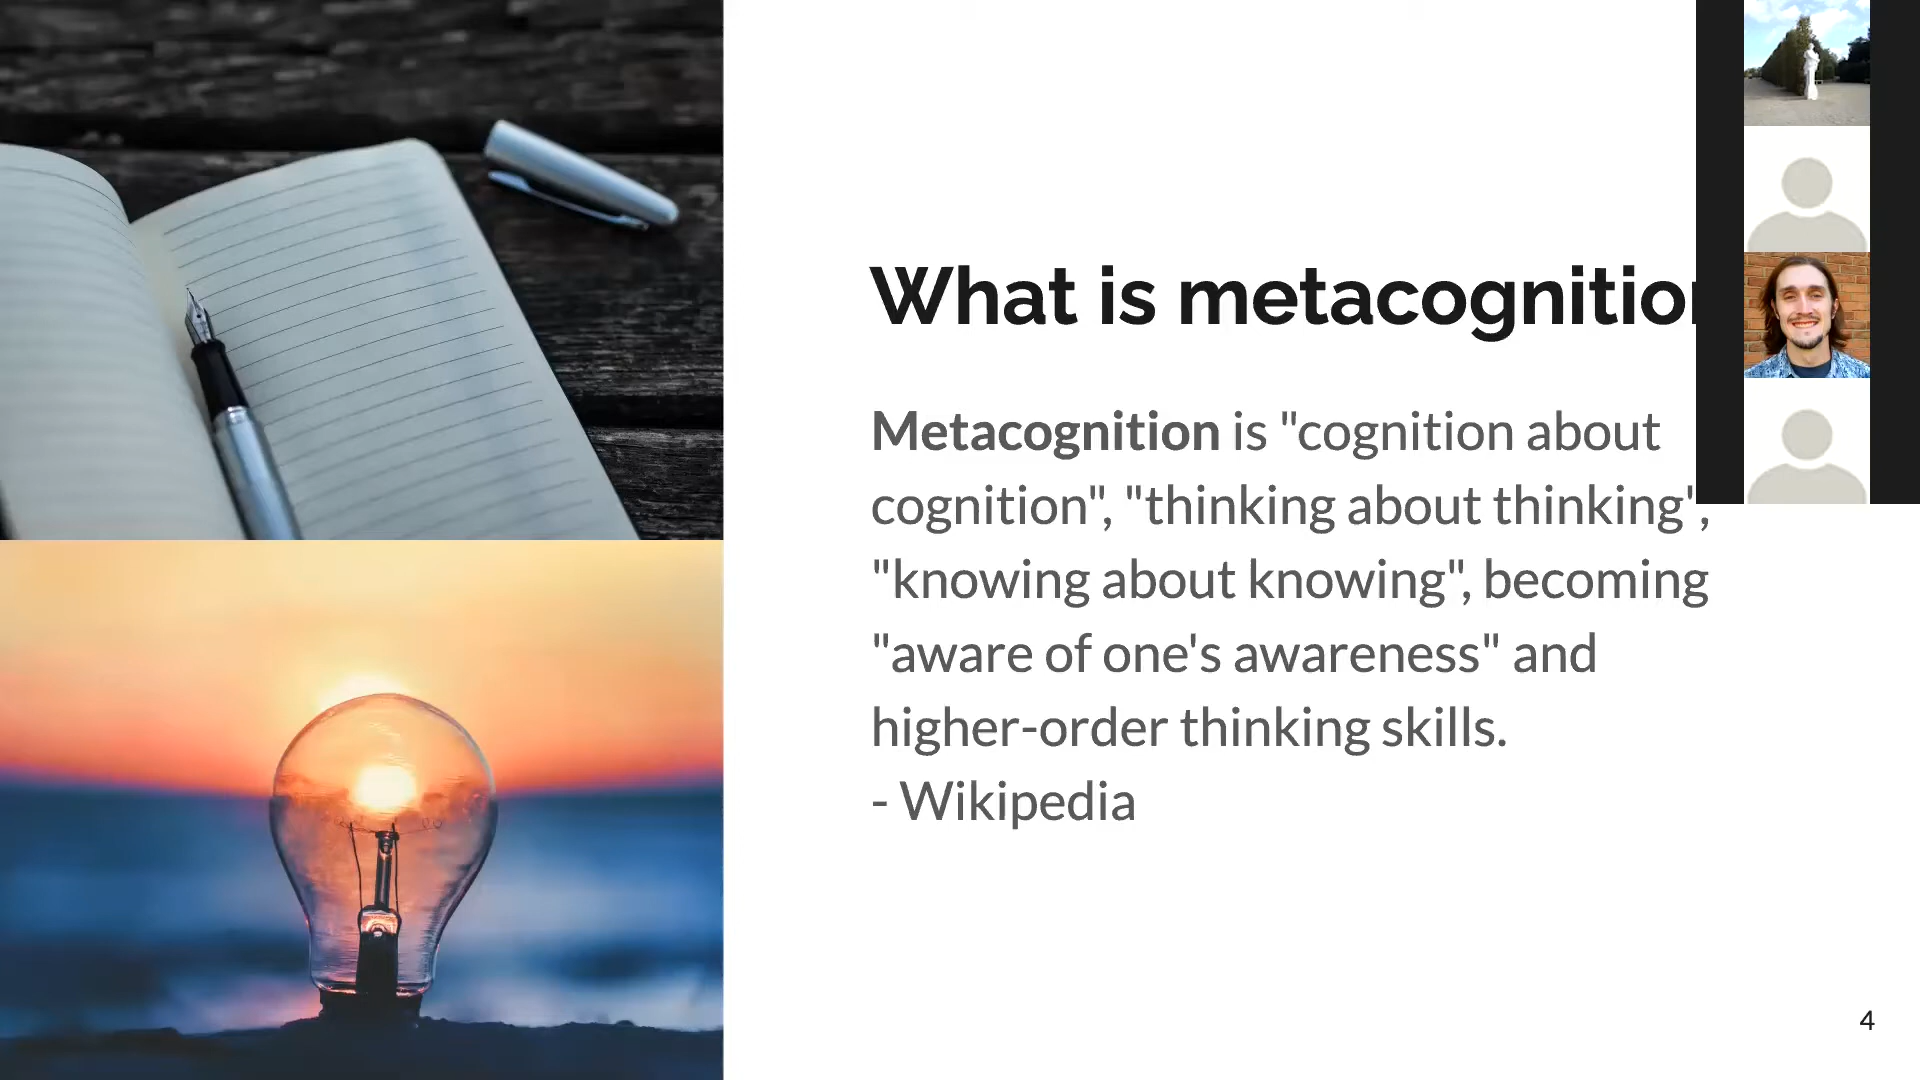 What is metacognition
Metacognition is "cognition about
cognition", "thinking about thinking",
"knowing about knowing", becoming
"aware of one's awareness" and
higher-order thinking skills.
- Wikipedia
4